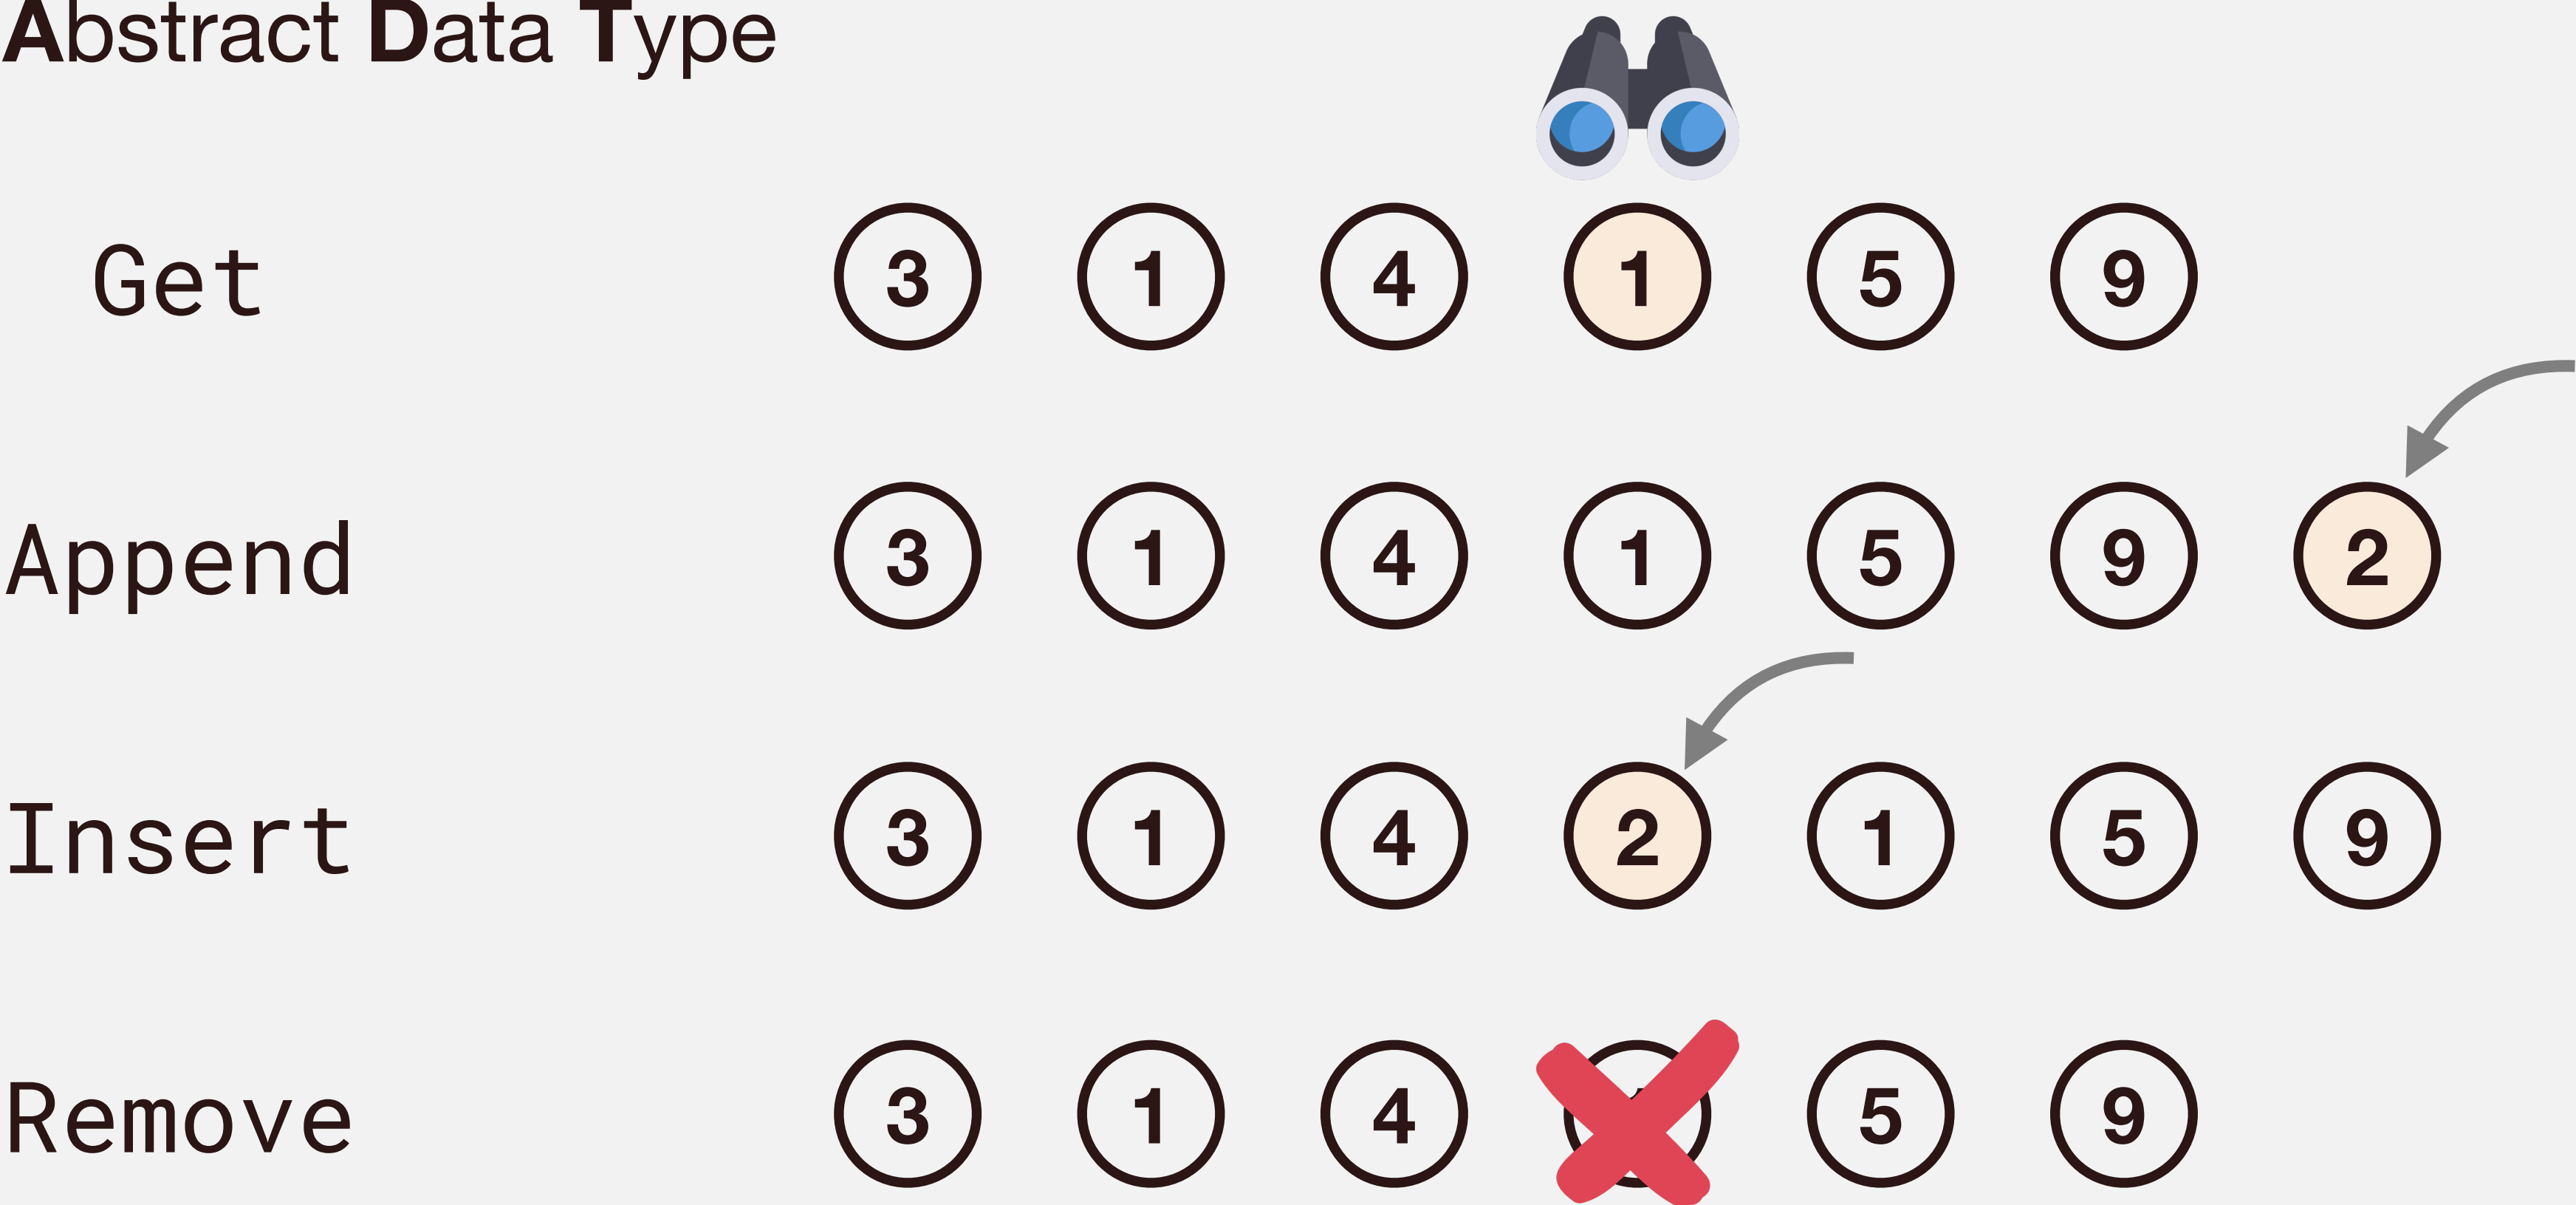 Abstract Data Type
Get 3 1 4 1 5 9
Append 3 1 4 1 5 9 2
Insert 3 1 4 2 1 5 9
Remove 3 1 4 5 9